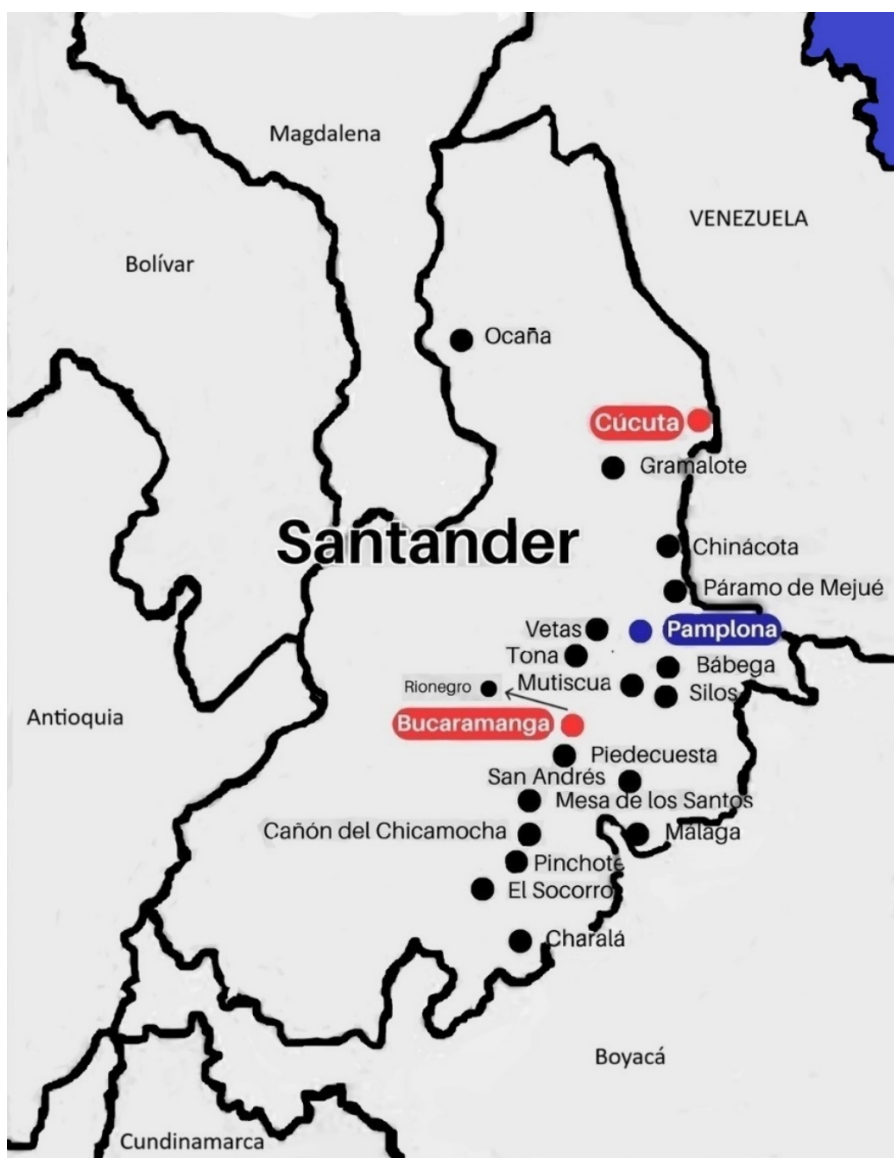 Magdalena
VENEZUELA
Bolívar
Ocaña
Cúcuta
Gramalote
Santander
Chinácota
Páramo de Mejué
Vetas
Pamplona
Tona
Bábega
Rionegro
Mutiscua
Silos
Antioquia
Bucaramanga
Piedecuesta
San Andrés
Mesa de los Santos
Cañón del Chicamocha
Málaga
Pinchote
El Socorro
Charalá
Boyacá
Cundinamarca